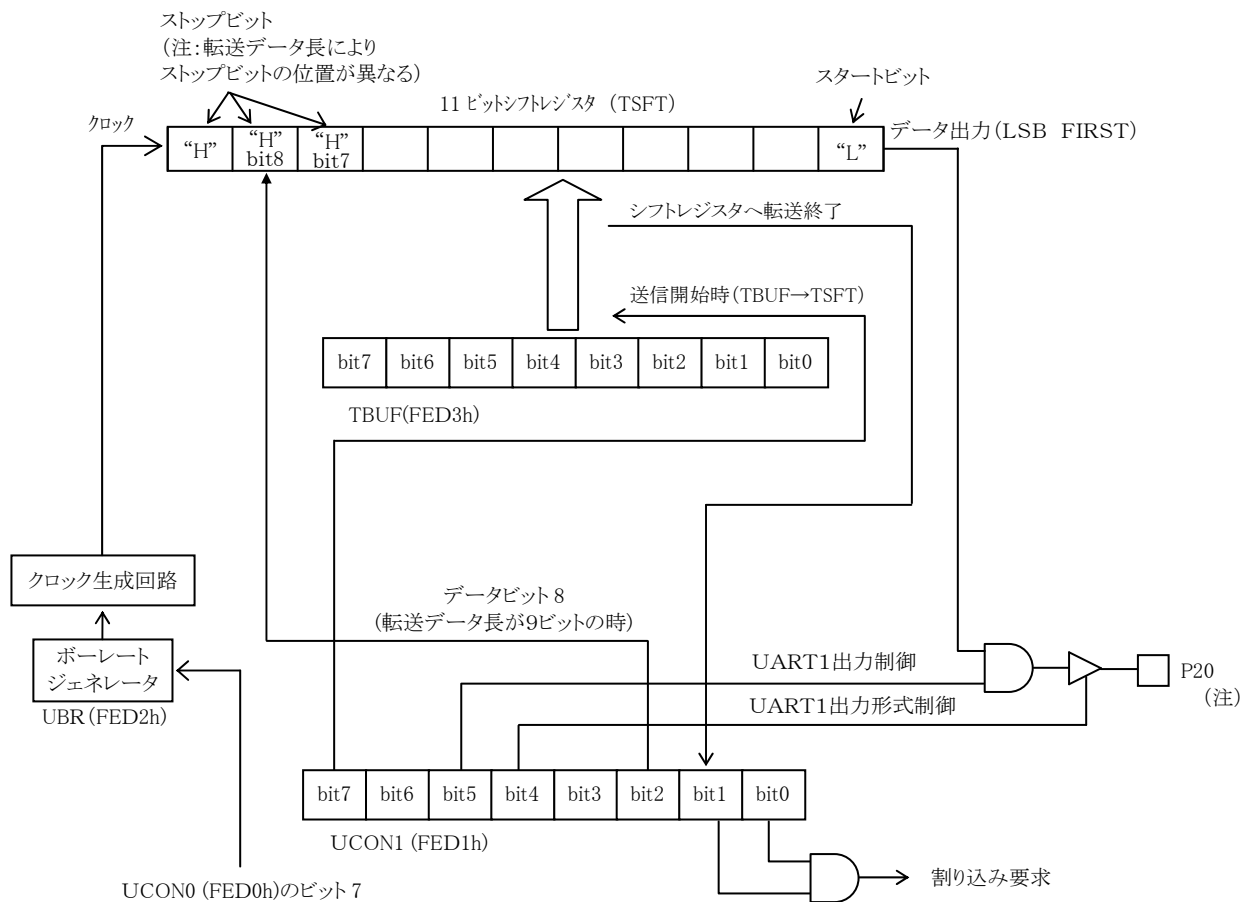 ストップビット
(注:転送データ長により
ストップビットの位置が異なる)
スタートビット
11 ビットシフトレジスタ (TSFT)
クロック
データ出力(LSB FIRST)
“H”
“H”
bit8
“H”
bit7
“L”
シフトレジスタへ転送終了
送信開始時(TBUF→TSFT)
bit7 bit6 bit5 bit4 bit3 bit2 bit1 bit0
TBUF(FED3h)
クロック生成回路
データビット 8
(転送データ長が9ビットの時)
ボーレート
ジェネレータ
UBR(FED2h)
UART1出力制御
P20
(注)
UART1出力形式制御
bit7 bit6 bit5 bit4 bit3 bit2 bit1 bit0
UCON1 (FED1h)
UCON0 (FED0h)のビット 7
割り込み要求